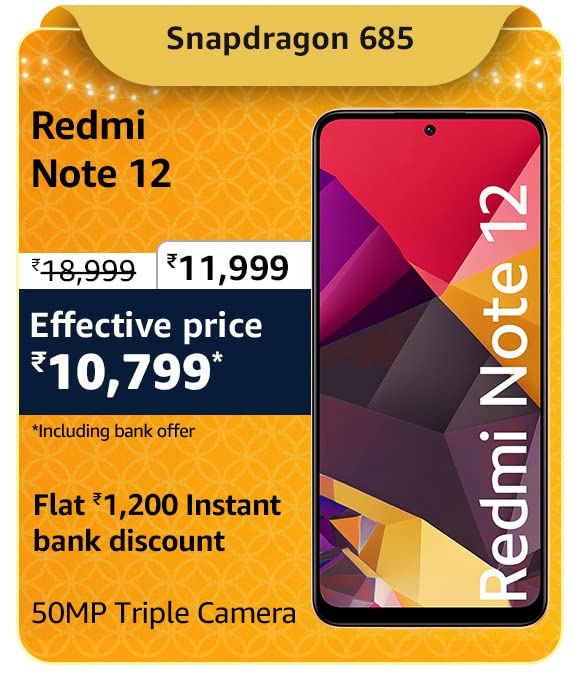 Snapdragon 685
Redmi
Note 12
₹18,999 ₹11,999
Effective price
₹10,799*
*Including bank offer
Flat ₹1,200 Instant
bank discount
50MP Triple Camera
Redmi Note 12